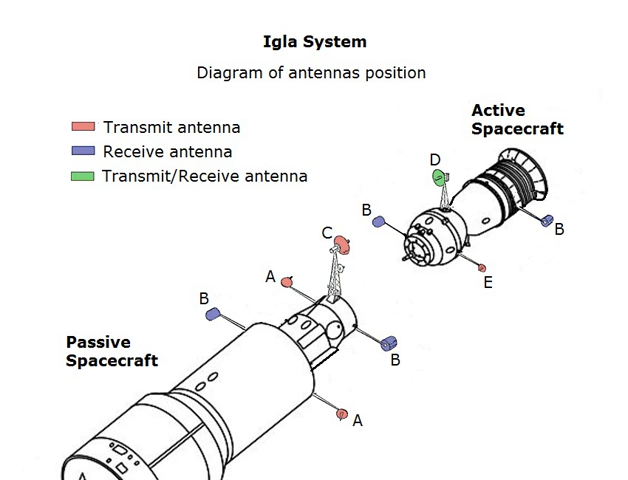 Igla System
Diagram of antennas position
Active
Spacecraft
Transmit antenna
Receive antenna
Transmit/Receive antenna
D
B
B
C
E
A
B
Passive
Spacecraft
B
A